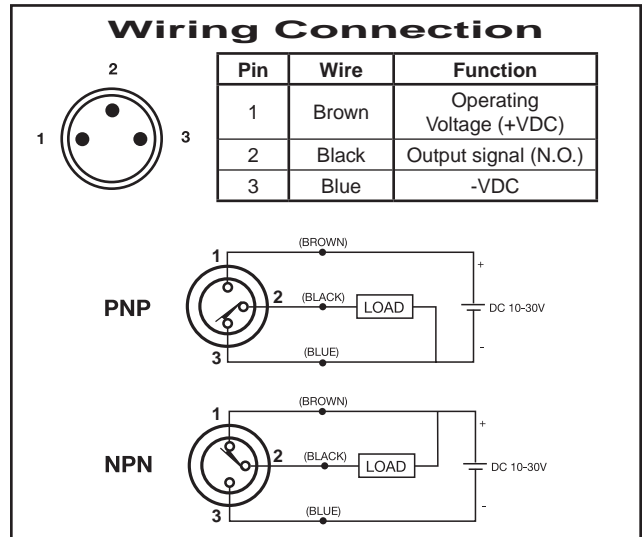 Wiring Connection
2
1 3
Pin Wire Function
1 Brown Operating
Voltage (+VDC)
2 Black Output signal (N.O.)
3 Blue -VDC
PNP
1
(BROWN)
+
2 (BLACK) LOAD DC 10-30V
-
3 (BLUE)
NPN
1
(BROWN)
+
2 (BLACK) LOAD DC 10-30V
-
3 (BLUE)